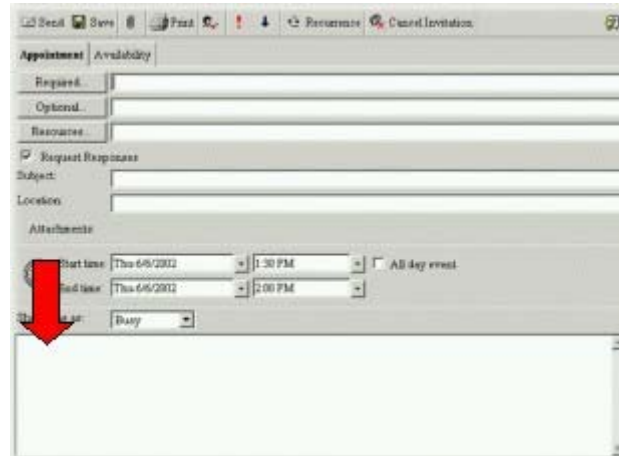 Send Save Print Recurrence Cancel Invitation
Appointment Availability
Required...
Optional...
Resources...
Request Responses
Subject:
Location:
Attachments
Start time: Thu 6/6/2002 1:30 PM All day event
End time: Thu 6/6/2002 2:00 PM
as: Busy